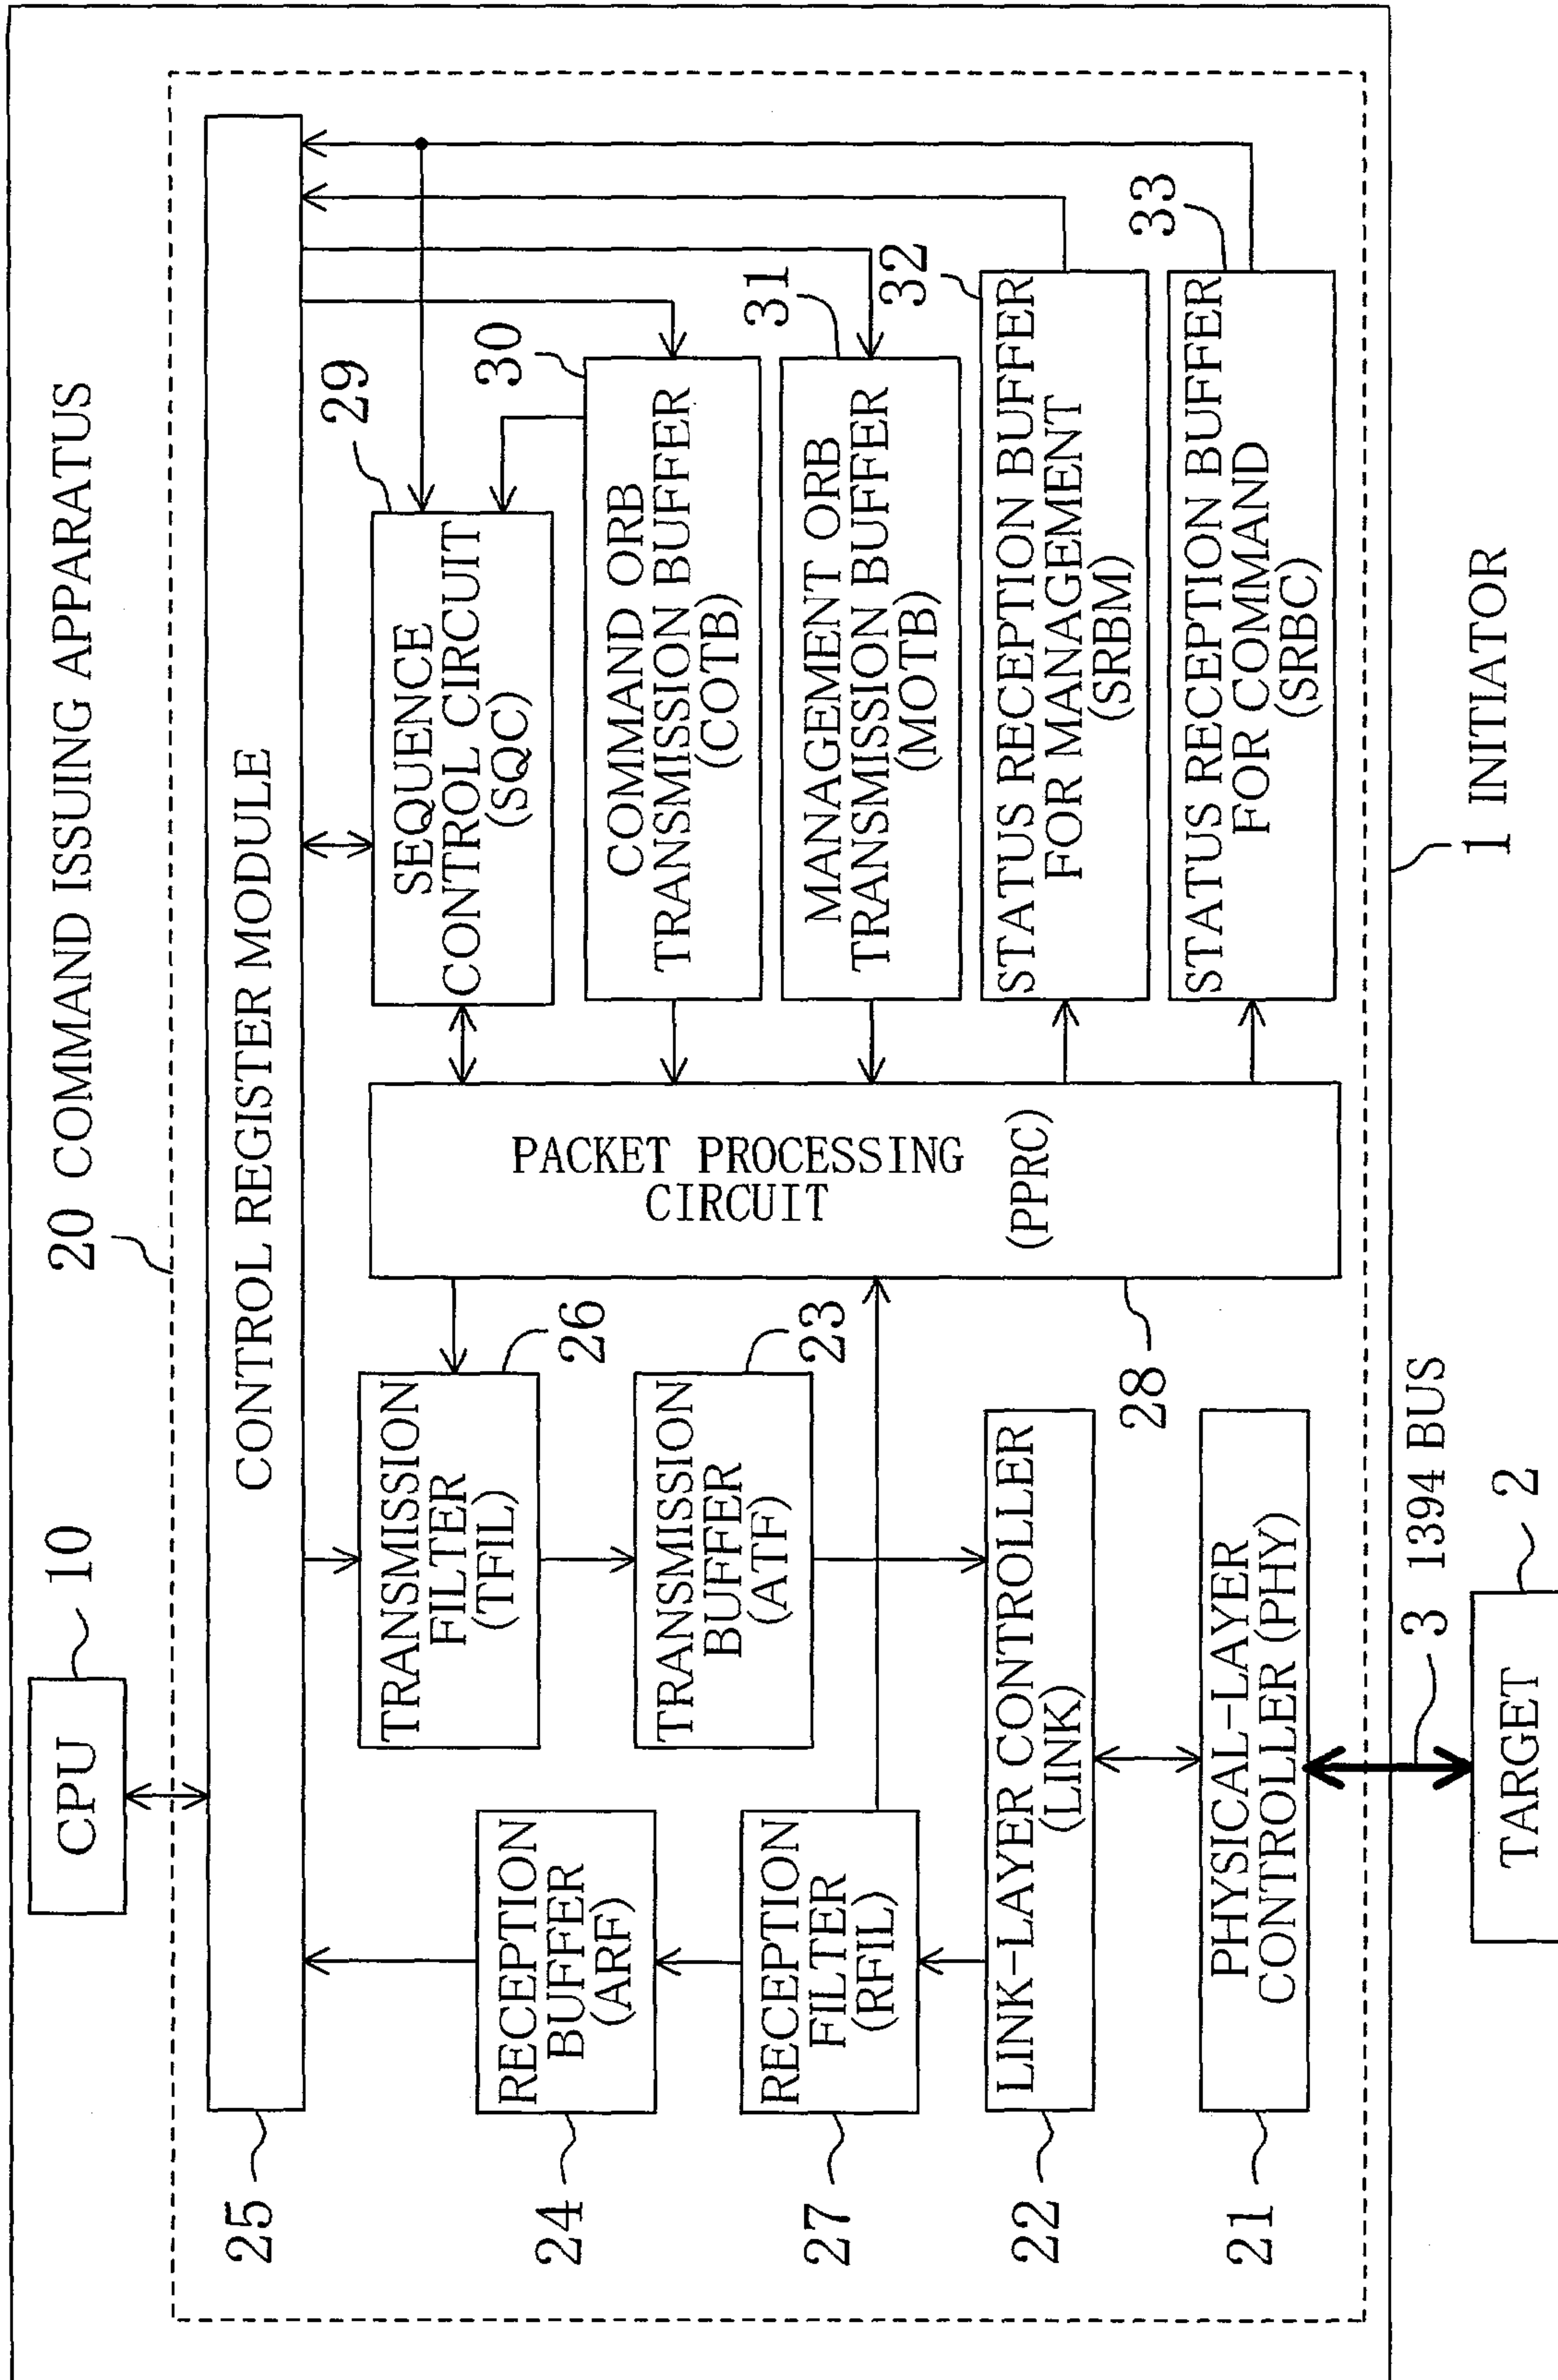 20 COMMAND ISSUING APPARATUS
CPU
10
25
CONTROL REGISTER MODULE
24
RECEPTION
BUFFER
(ARF)
TRANSMISSION
FILTER
(TFIL)
26
27
RECEPTION
FILTER
(RFIL)
TRANSMISSION
BUFFER
(ATF)
23
22
LINK-LAYER CONTROLLER
(LINK)
21
PHYSICAL-LAYER
CONTROLLER (PHY)
28
PACKET PROCESSING
CIRCUIT
(PPRC)
29
SEQUENCE
CONTROL CIRCUIT
(SQC)
30
COMMAND ORB
TRANSMISSION BUFFER
(COTB)
31
MANAGEMENT ORB
TRANSMISSION BUFFER
(MOTB)
32
STATUS RECEPTION BUFFER
FOR MANAGEMENT
(SRBM)
33
STATUS RECEPTION BUFFER
FOR COMMAND
(SRBC)
3 1394 BUS
1 INITIATOR
TARGET
2